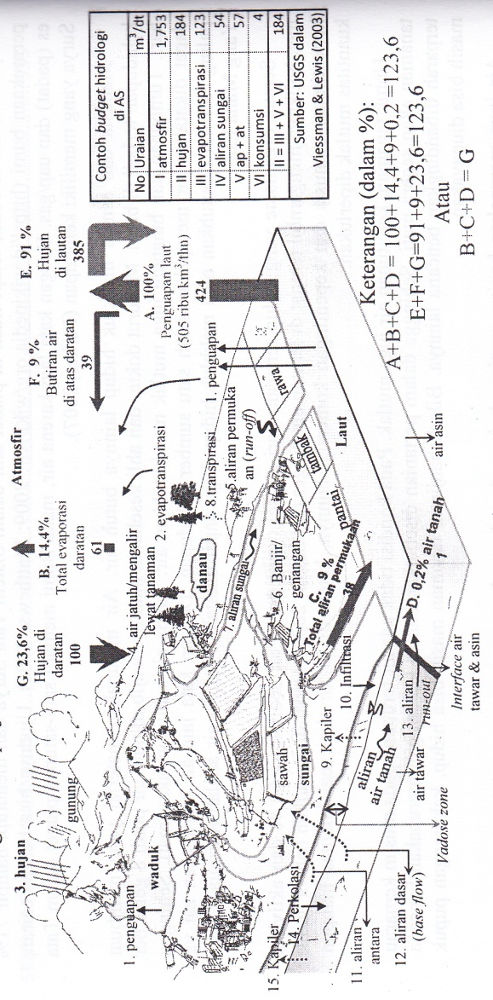 3. hujan
gunung
1. penguapan
waduk
G. 23,6%
Hujan di
daratan
100
Atmosfir
B. 14,4%
Total evaporasi
daratan
61
F. 9 %
Butiran air
di atas daratan
39
E. 91 %
Hujan
di lautan
385
A. 100%
Penguapan laut
(505 ribu km³/thn)
424
4. air jatuh/mengalir
lewat tanaman
2. evapotranspirasi
1. penguapan
danau
8.transpirasi
5.aliran permuka
an (run-off)
rawa
7. aliran sungai
tambak
6. Banjir/
genangan
pantai
Laut
C. 9 %
Total aliran permukaan
38
sawah
sungai
10. Infiltrasi
9. Kapiler
D. 0,2% air tanah
1
aliran
air tanah
13. aliran
run-out
air asin
Interface air
tawar & asin
air tawar
Vadose zone
15. Kapiler
14. Perkolasi
11. aliran
antara
12. aliran dasar
(base flow)
Contoh budget hidrologi
di AS
No Uraian m³/dt
I atmosfir 1,753
II hujan 184
III evapotranspirasi 123
IV aliran sungai 54
V ap + at 57
VI konsumsi 4
II = III + V + VI 184
Sumber: USGS dalam
Viessman & Lewis (2003)
Keterangan (dalam %):
A+B+C+D = 100+14,4+9+0,2 =123,6
E+F+G=91+9+23,6=123,6
Atau
B+C+D = G